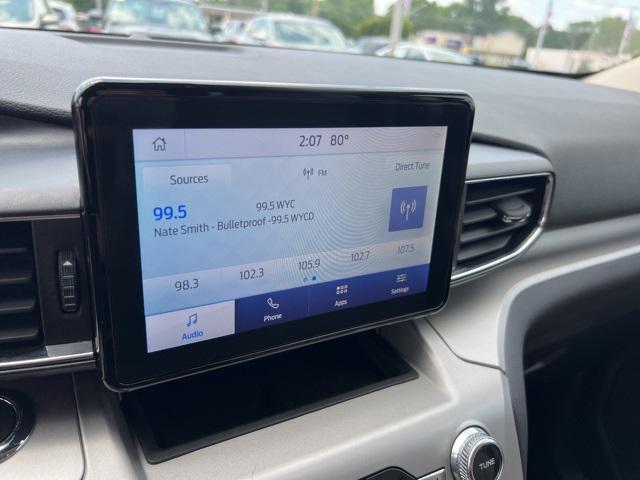 2:07 80°
Sources
FM
Direct Tune
99.5
99.5 WYC
Nate Smith - Bulletproof -99.5 WYCD
98.3 102.3 105.9 102.7 107.5
Audio Phone Apps Settings
TUNE